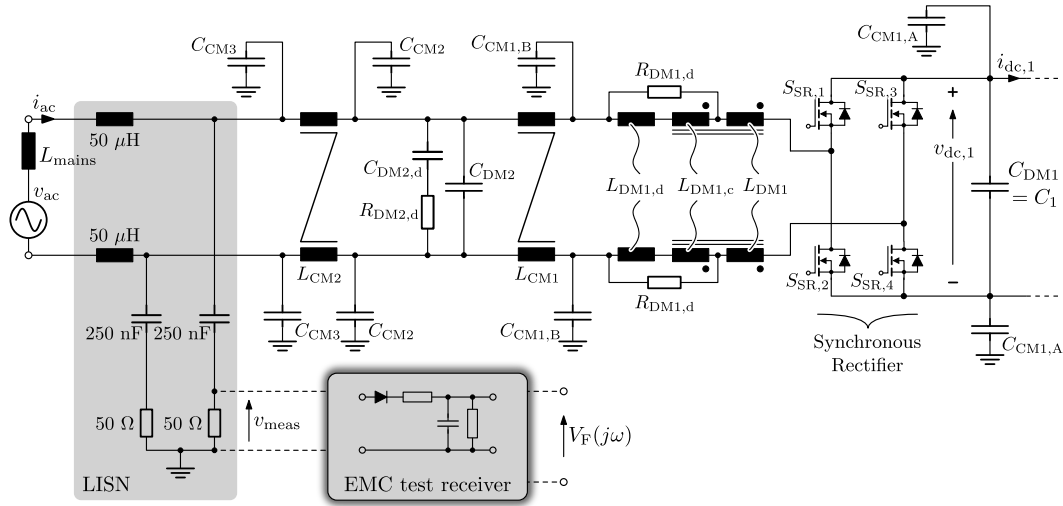 C_CM3
C_CM2
C_CM1,B
C_CM1,A
i_ac
50 μH
L_mains
v_ac
50 μH
C_DM2,d
R_DM2,d
C_DM2
R_DM1,d
L_DM1,d
L_DM1,c
L_DM1
S_SR,1
S_SR,3
i_dc,1
+
v_dc,1
−
C_DM1
= C_1
L_CM2
L_CM1
R_DM1,d
S_SR,2
S_SR,4
250 nF
250 nF
C_CM3
C_CM2
C_CM1,B
C_CM1,A
Synchronous
Rectifier
50 Ω
50 Ω
v_meas
V_F(jω)
LISN
EMC test receiver